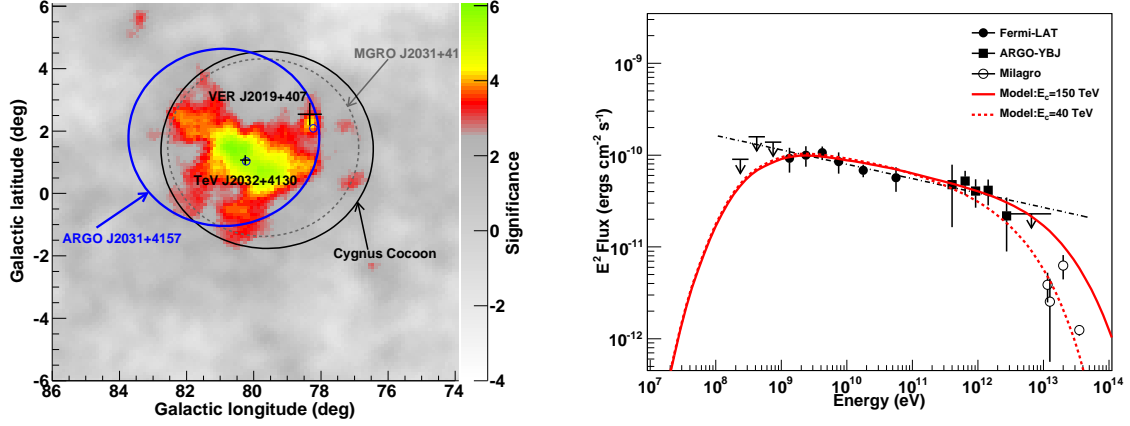 6
4
2
0
-2
-4
-6
Galactic latitude (deg)
86
84
82
80
78
76
74
Galactic longitude (deg)
MGRO J2031+41
VER J2019+407
TeV J2032+4130
ARGO J2031+4157
Cygnus Cocoon
6
4
2
0
-2
-4
Significance
E² Flux (ergs cm⁻² s⁻¹)
10⁻⁹
10⁻¹⁰
10⁻¹¹
10⁻¹²
Fermi-LAT
ARGO-YBJ
Milagro
Model:E_c=150 TeV
Model:E_c=40 TeV
10⁷
10⁸
10⁹
10¹⁰
10¹¹
10¹²
10¹³
10¹⁴
Energy (eV)